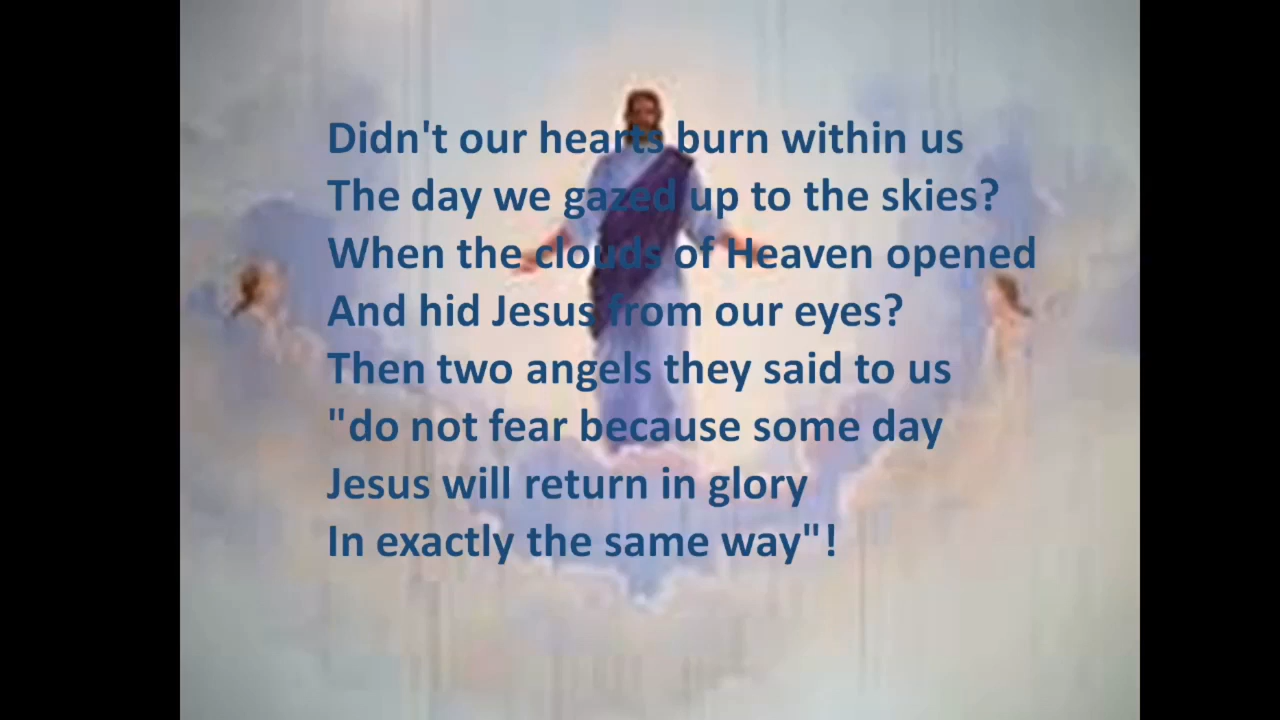 Didn't our hearts burn within us
The day we gazed up to the skies?
When the clouds of Heaven opened
And hid Jesus from our eyes?
Then two angels they said to us
"do not fear because some day
Jesus will return in glory
In exactly the same way"!